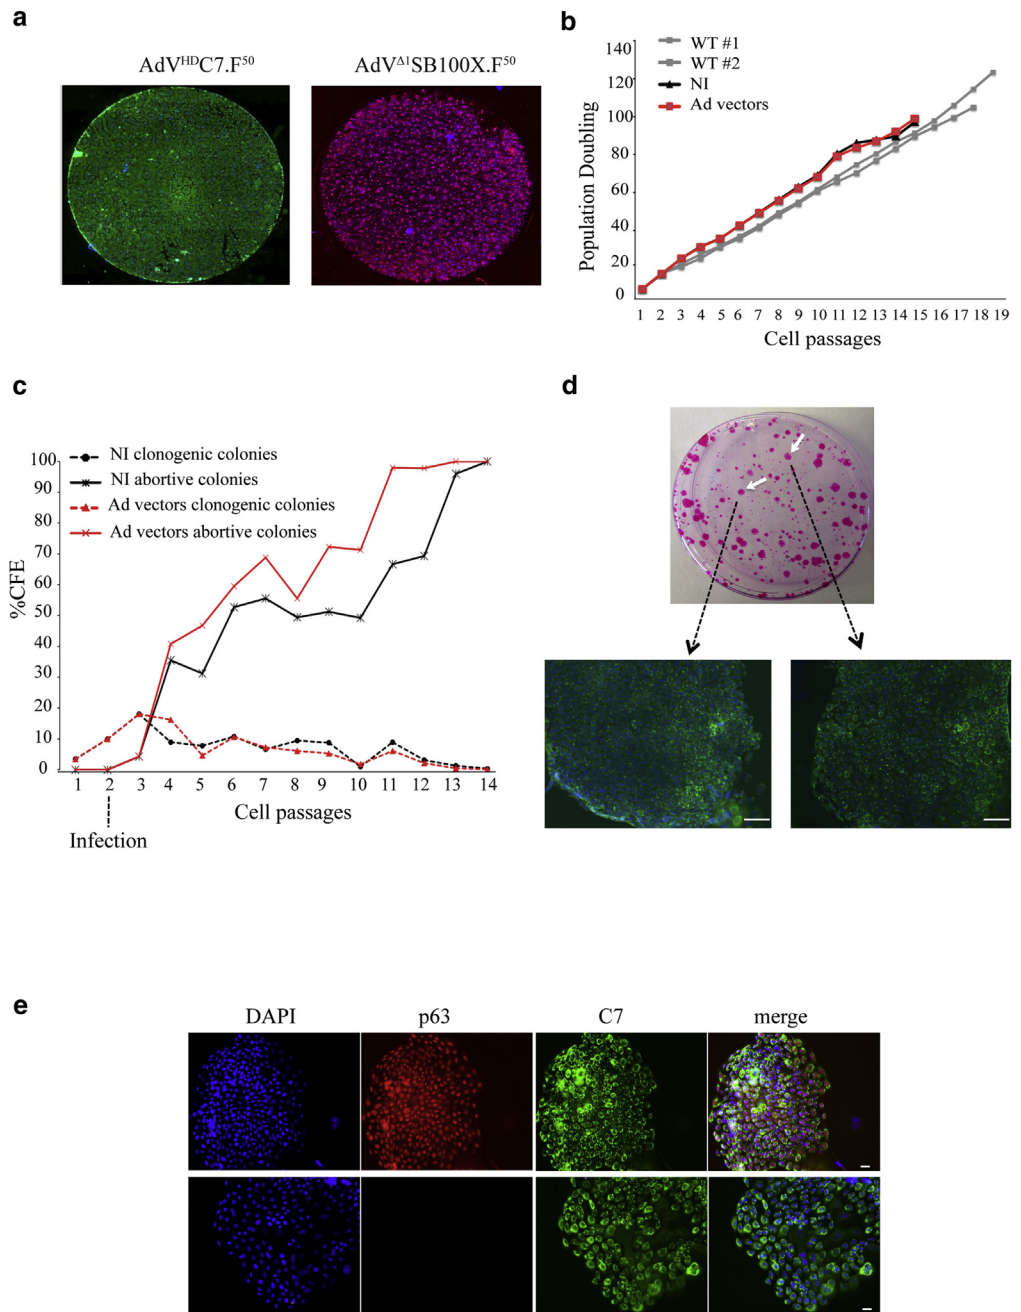 a
AdV^HDC7.F^50
AdV^Δ1SB100X.F^50
b
WT #1
WT #2
NI
Ad vectors
140
120
100
80
60
40
20
0
Population Doubling
1 2 3 4 5 6 7 8 9 10 11 12 13 14 15 16 17 18 19
Cell passages
c
NI clonogenic colonies
NI abortive colonies
Ad vectors clonogenic colonies
Ad vectors abortive colonies
100
90
80
70
60
50
40
30
20
10
0
%CFE
1 2 3 4 5 6 7 8 9 10 11 12 13 14
Cell passages
Infection
d
e
DAPI p63 C7 merge